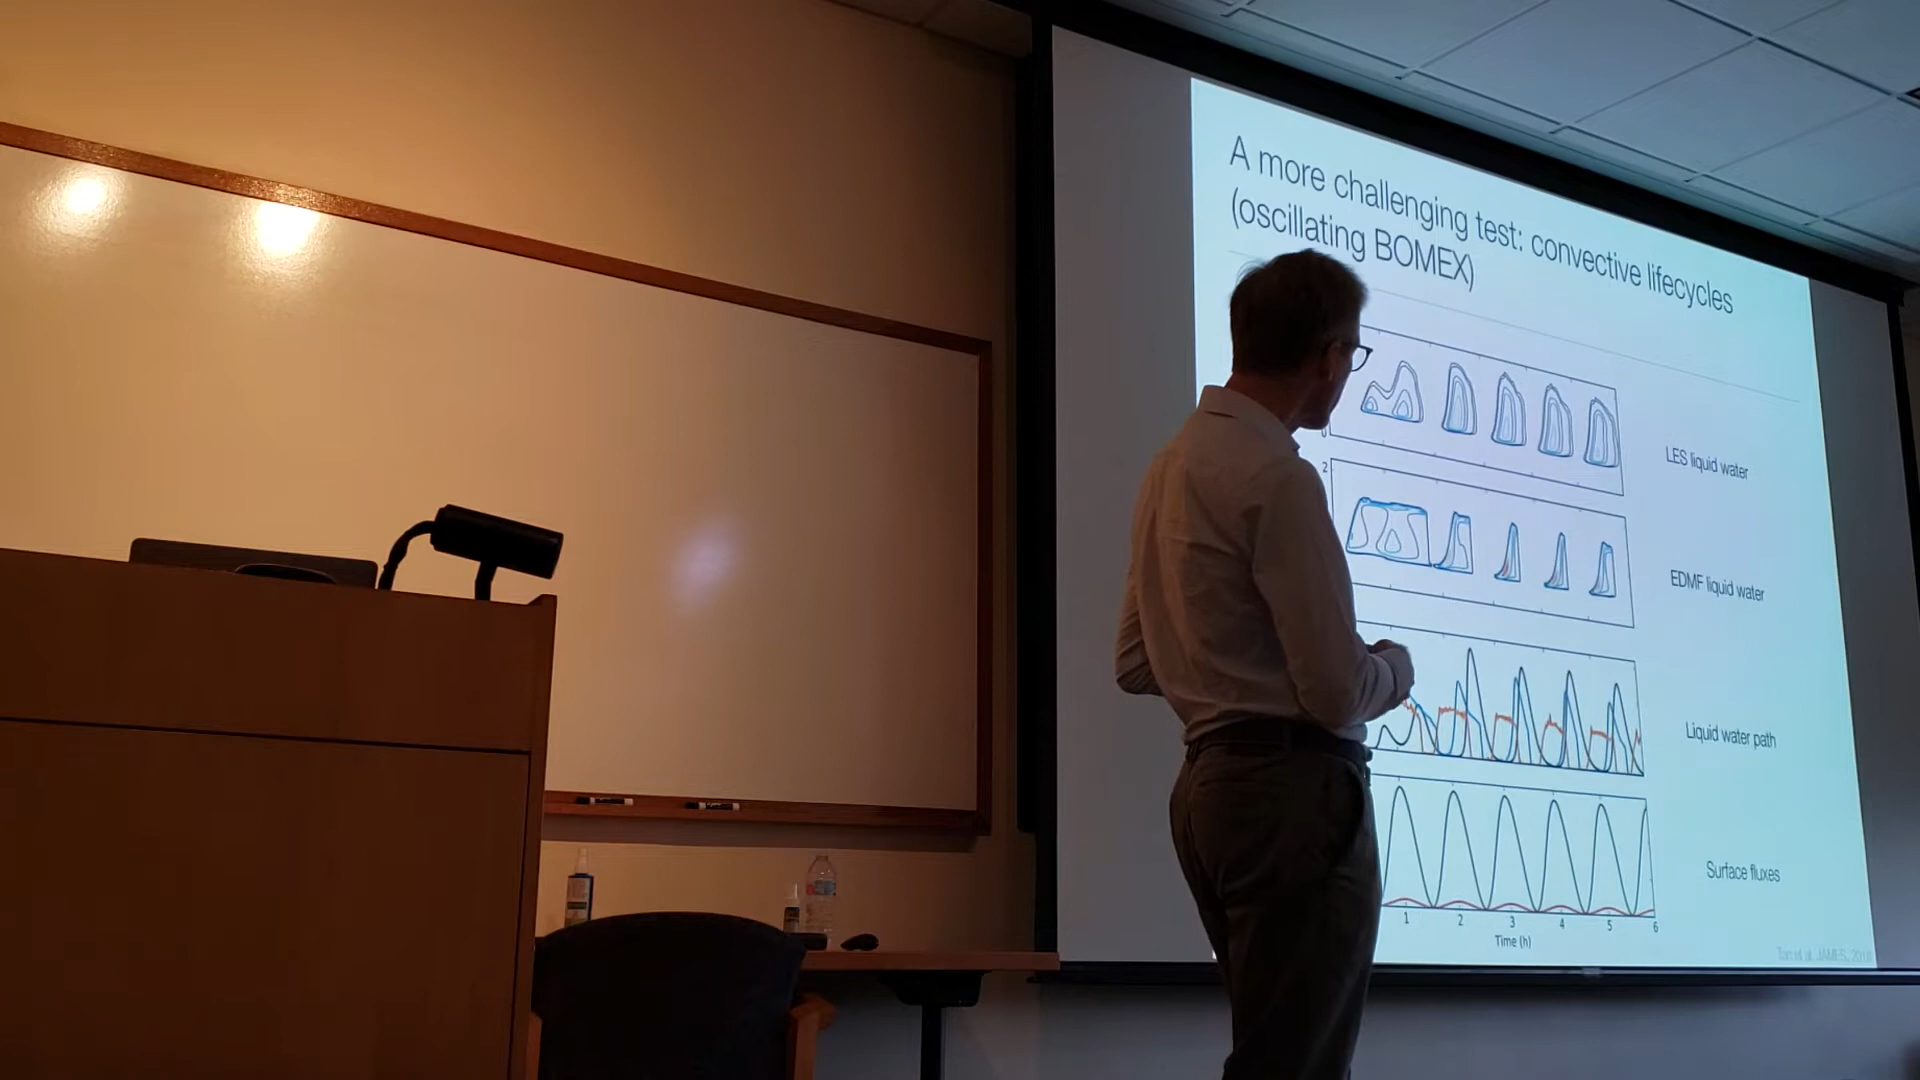 A more challenging test: convective lifecycles
(oscillating BOMEX)
LES liquid water
2
EDMF liquid water
Liquid water path
Surface fluxes
1 2 3 4 5 6
Time (h)